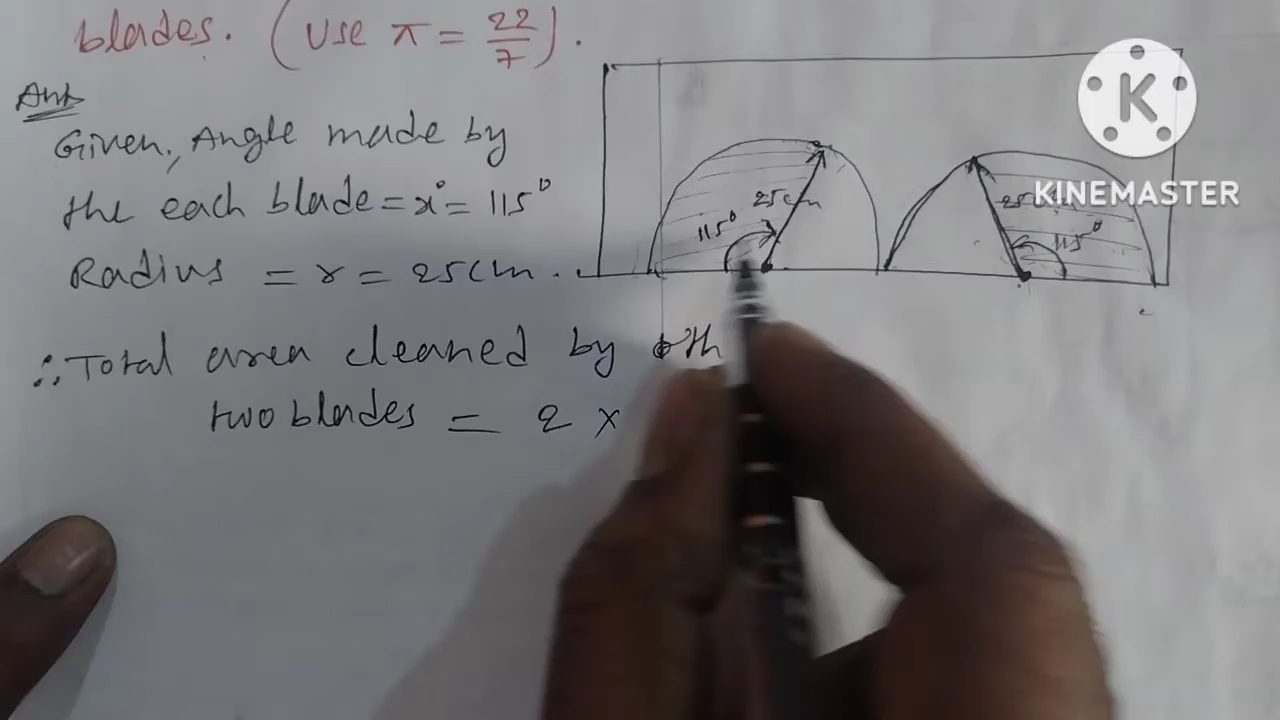 blades. (Use π = 22/7).
Ans
Given, Angle made by
the each blade = x° = 115°
Radius = r = 25cm.
∴ Total area cleaned by
two blades = 2 ×
25cm
115°
115°
K
KINEMASTER